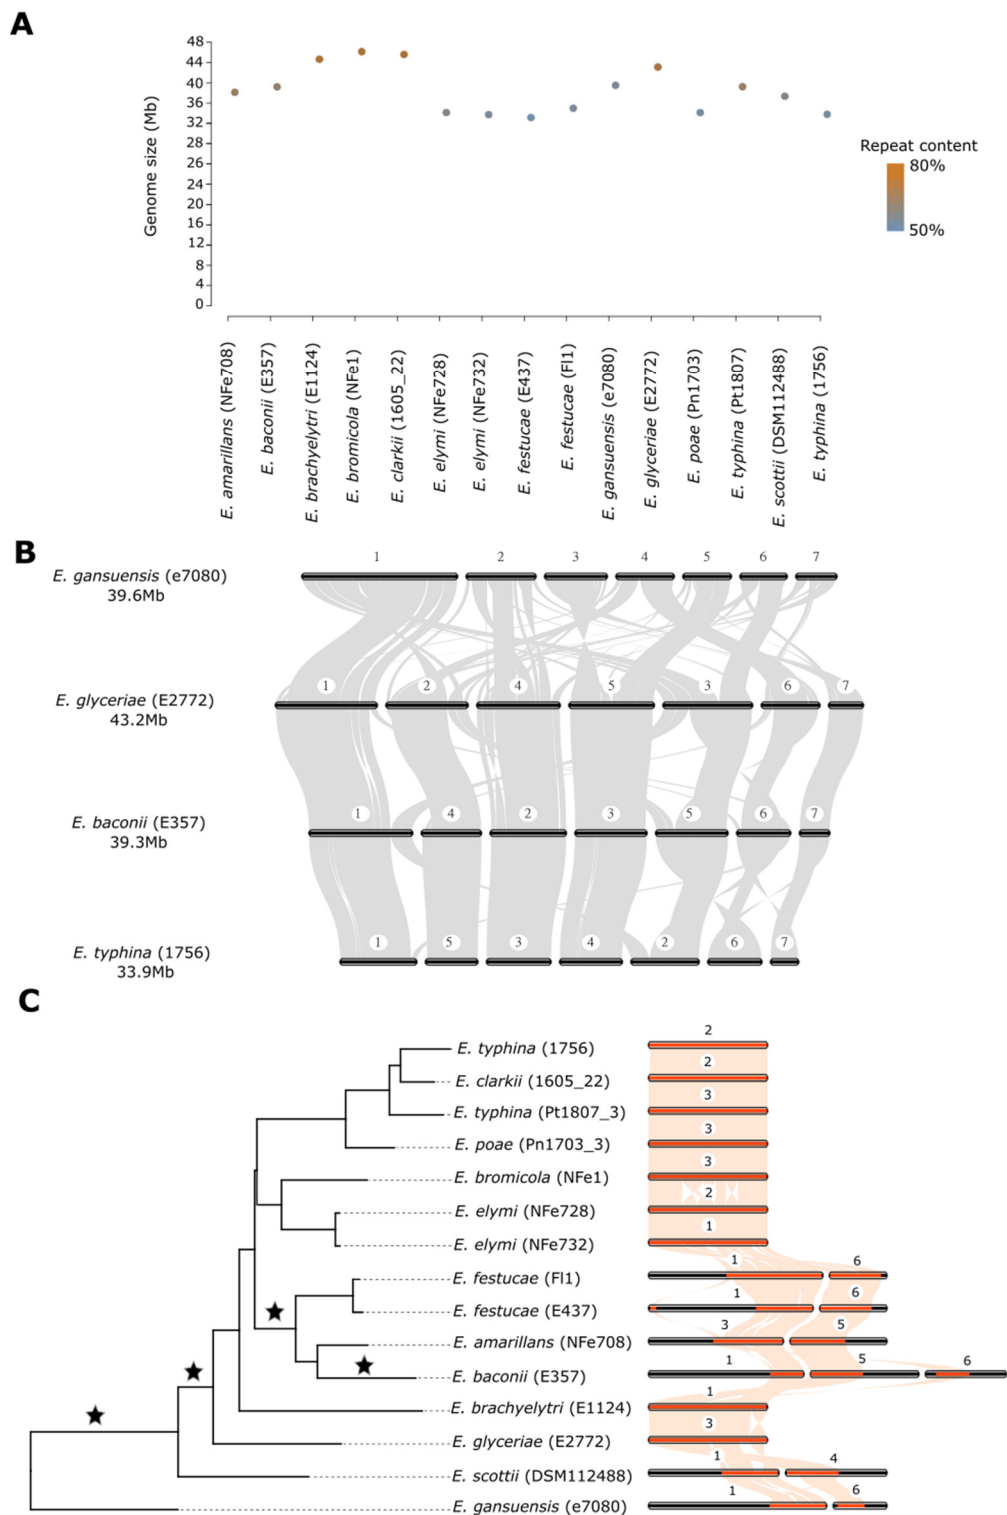 A
48
44
40
36
32
28
26
24
20
16
12
8
4
0
Genome size (Mb)
Repeat content
80%
50%
E. amarillans (NFe708)
E. baconii (E357)
E. brachyelytri (E1124)
E. bromicola (NFe1)
E. clarkii (1605_22)
E. elymi (NFe728)
E. elymi (NFe732)
E. festucae (E437)
E. festucae (Fl1)
E. gansuensis (e7080)
E. glyceriae (E2772)
E. poae (Pn1703)
E. typhina (Pt1807)
E. scottii (DSM112488)
E. typhina (1756)
B
1 2 3 4 5 6 7
E. gansuensis (e7080)
39.6Mb
1 2 4 5 3 6 7
E. glyceriae (E2772)
43.2Mb
1 4 2 3 5 6 7
E. baconii (E357)
39.3Mb
1 5 3 4 2 6 7
E. typhina (1756)
33.9Mb
C
2
E. typhina (1756)
2
E. clarkii (1605_22)
3
E. typhina (Pt1807_3)
3
E. poae (Pn1703_3)
3
E. bromicola (NFe1)
2
E. elymi (NFe728)
1
E. elymi (NFe732)
1 6
E. festucae (Fl1)
1 6
E. festucae (E437)
3 5
E. amarillans (NFe708)
1 5 6
E. baconii (E357)
1
E. brachyelytri (E1124)
3
E. glyceriae (E2772)
1 4
E. scottii (DSM112488)
1 6
E. gansuensis (e7080)